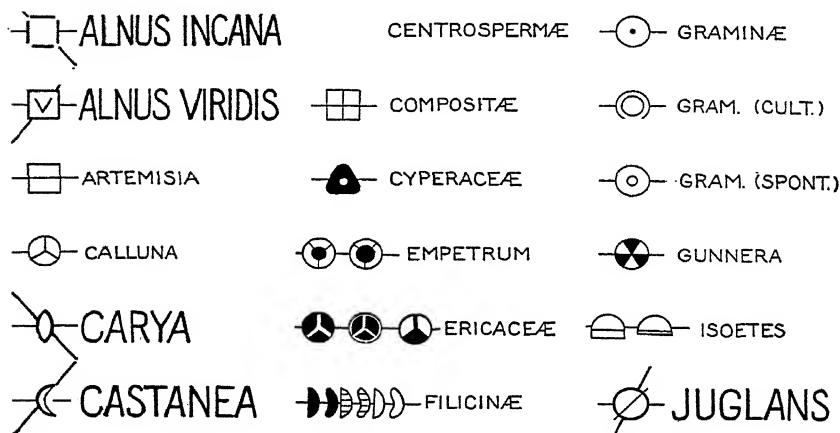 ALNUS INCANA
CENTROSPERMÆ
GRAMINÆ
ALNUS VIRIDIS
COMPOSITÆ
GRAM. (CULT.)
ARTEMISIA
CYPERACEÆ
GRAM. (SPONT.)
CALLUNA
EMPETRUM
GUNNERA
CARYA
ERICACEÆ
ISOETES
CASTANEA
FILICINÆ
JUGLANS